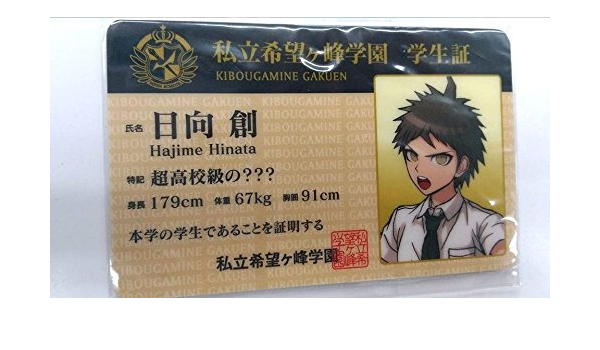 私立希望ヶ峰学園 学生証
KIBOUGAMINE GAKUEN
氏名 日向 創
Hajime Hinata
特記 超高校級の???
身長 179cm 体重 67kg 胸囲 91cm
本学の学生であることを証明する
私立希望ヶ峰学園